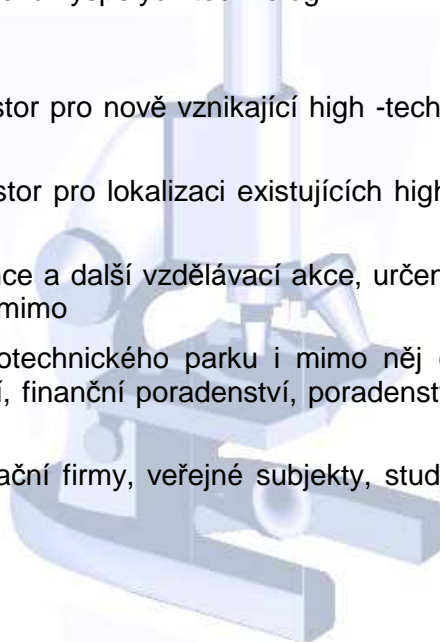 stor pro nově vznikající high -tech
stor pro lokalizaci existujících high
nce a další vzdělávací akce, určen
mimo
otechnického parku i mimo něj
í, finanční poradenství, poradenst
ační firmy, veřejné subjekty, stud